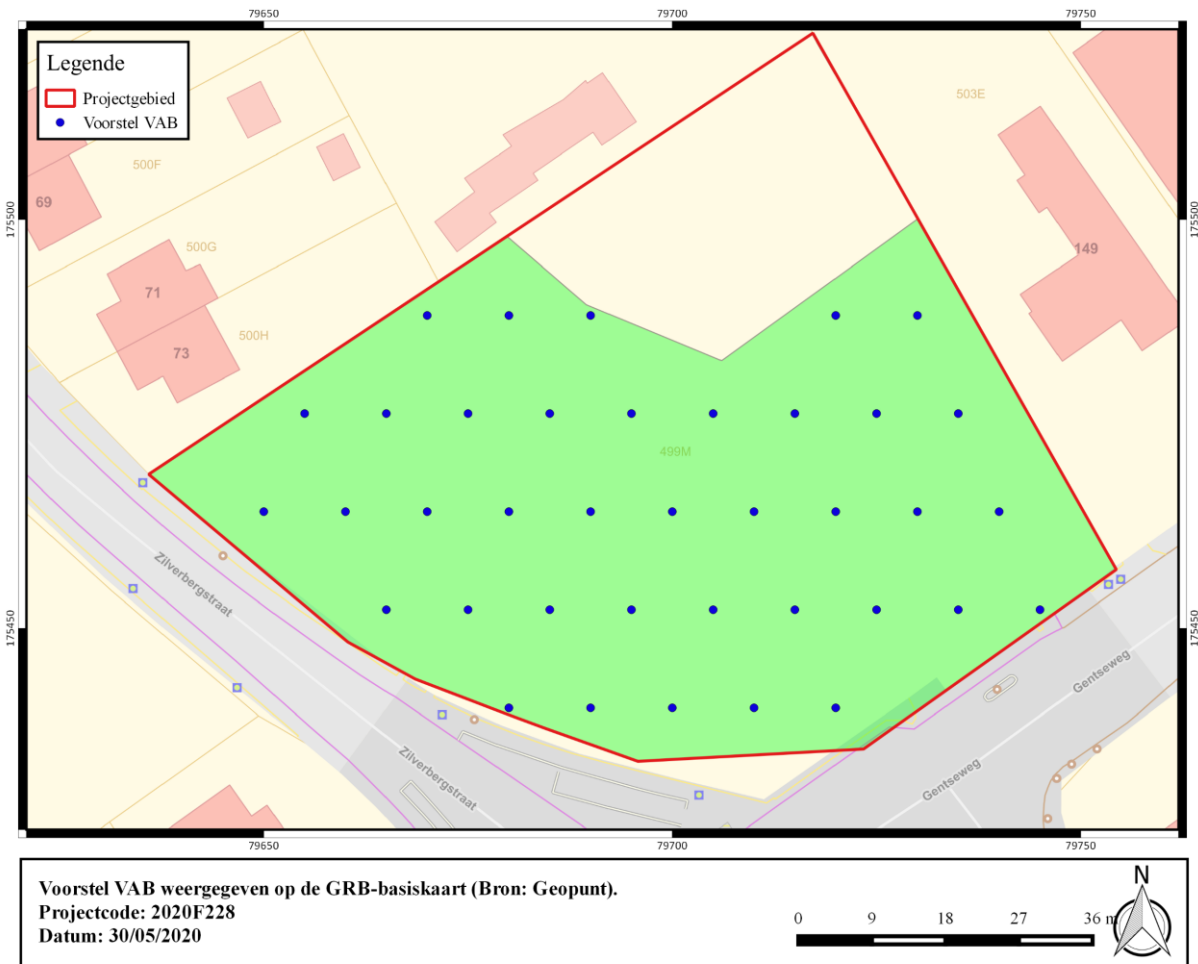 79650 79700 79750
Legende
Projectgebied
Voorstel VAB
503E
500F
69
175500 175500
500G
149
71
500H
73
499M
Zilverbergstraat
175450 175450
Gentseweg
Zilverbergstraat
Gentseweg
79650 79700 79750
Voorstel VAB weergegeven op de GRB-basiskaart (Bron: Geopunt).
Projectcode: 2020F228
Datum: 30/05/2020
0 9 18 27 36 m
N